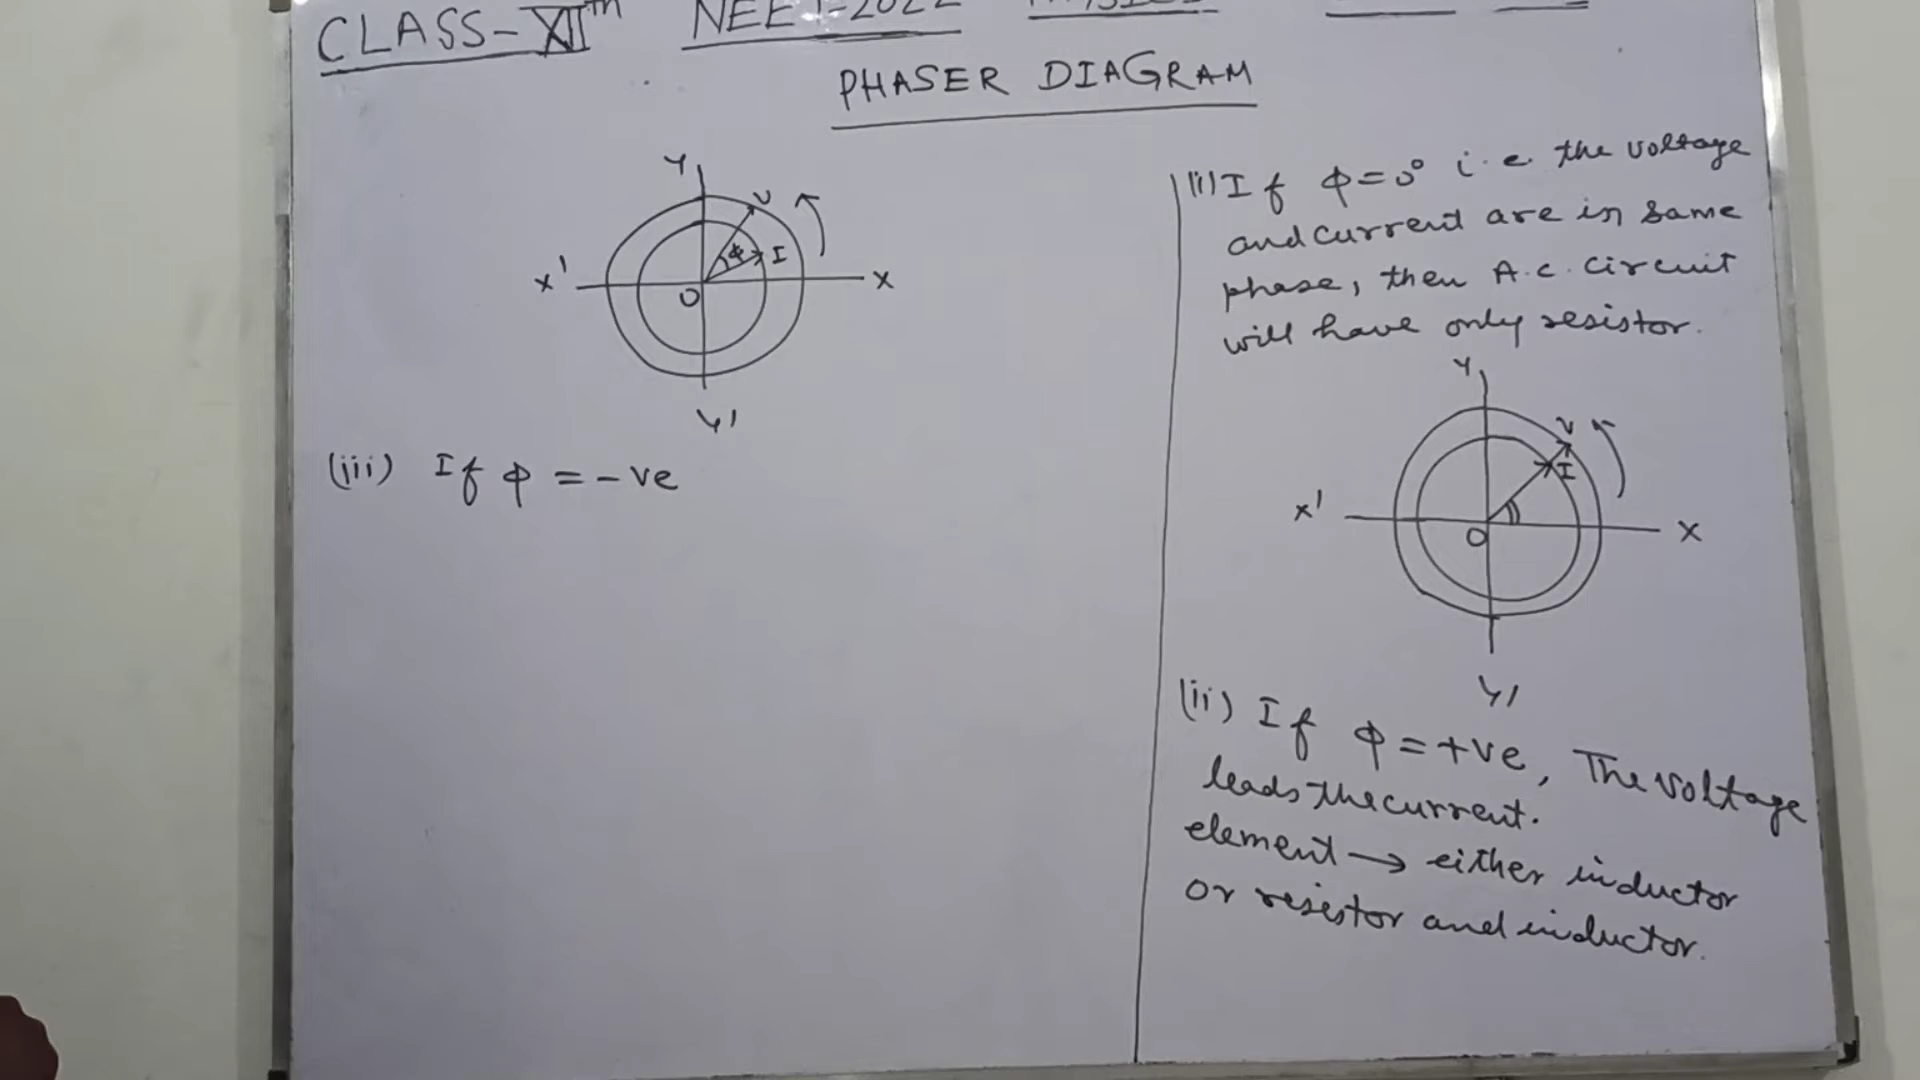 CLASS-XIIth NEET-2022 PHYSICS
PHASER DIAGRAM
Y
V
Φ I
X' O X
Y'
(iii) If Φ = -ve
(i) If Φ=0° i.e. the voltage
and current are in same
phase, then A.c. circuit
will have only resistor.
Y
V
I
X' O X
Y'
(ii) If Φ = +ve, The voltage
leads the current.
element → either inductor
or resistor and inductor.